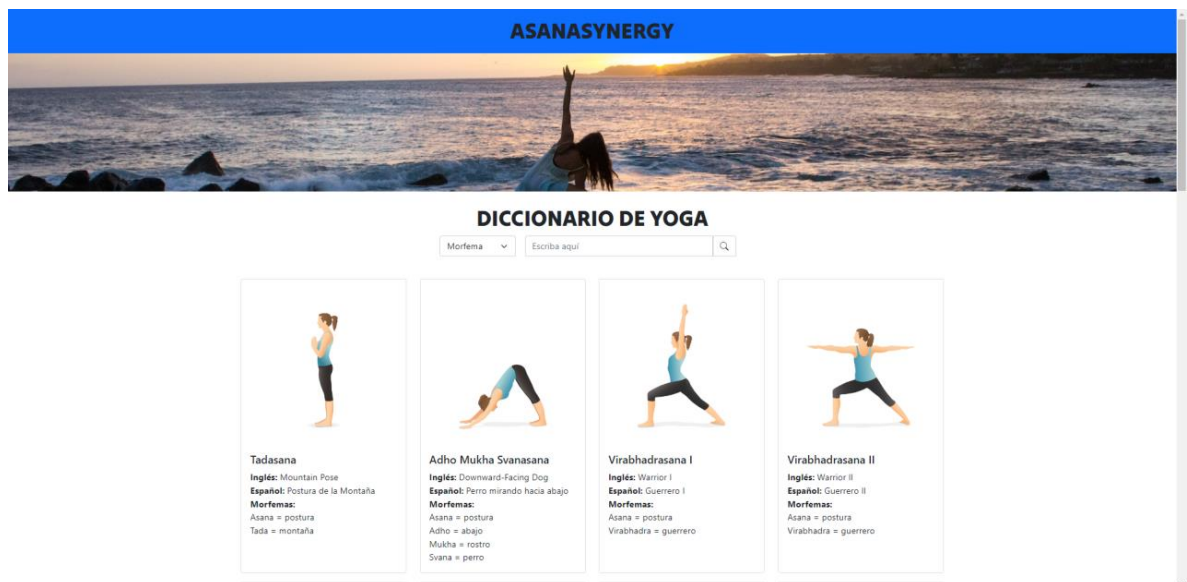 ASANASYNERGY
DICCIONARIO DE YOGA
Morfema
Escriba aquí
Tadasana
Inglés: Mountain Pose
Español: Postura de la Montaña
Morfemas:
Asana = postura
Tada = montaña
Adho Mukha Svanasana
Inglés: Downward-Facing Dog
Español: Perro mirando hacia abajo
Morfemas:
Asana = postura
Adho = abajo
Mukha = rostro
Svana = perro
Virabhadrasana I
Inglés: Warrior I
Español: Guerrero I
Morfemas:
Asana = postura
Virabhadra = guerrero
Virabhadrasana II
Inglés: Warrior II
Español: Guerrero II
Morfemas:
Asana = postura
Virabhadra = guerrero